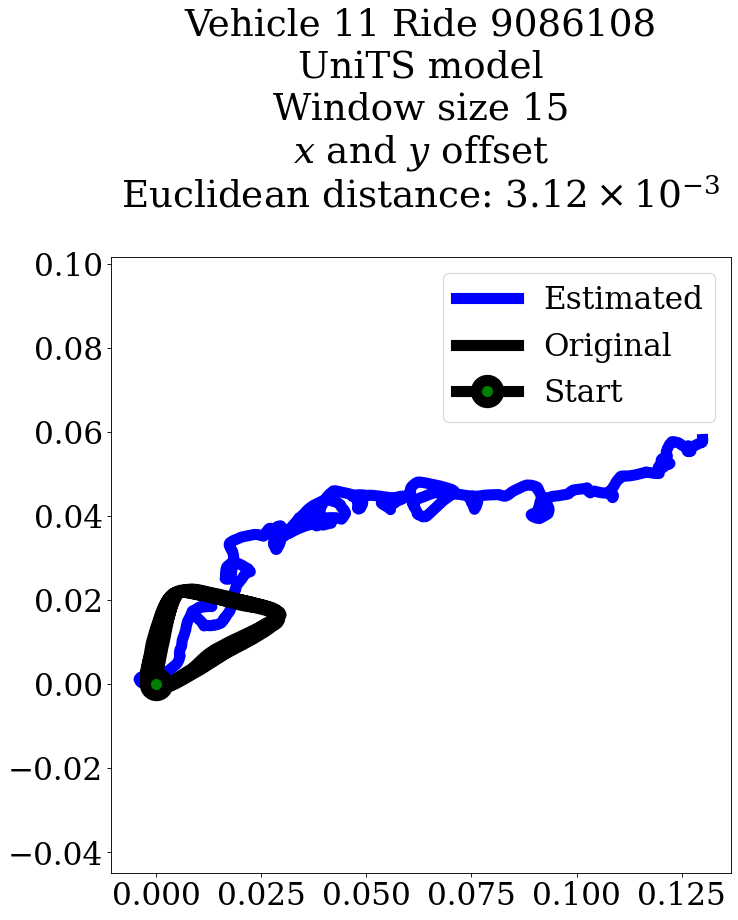 Vehicle 11 Ride 9086108
UniTS model
Window size 15
x and y offset
Euclidean distance: 3.12 × 10⁻³
0.10
0.08
0.06
0.04
0.02
0.00
−0.02
−0.04
Estimated
Original
Start
0.000 0.025 0.050 0.075 0.100 0.125